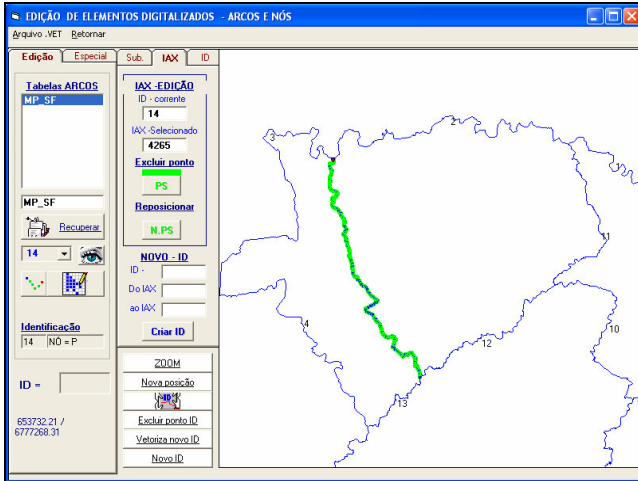 EDIÇÃO DE ELEMENTOS DIGITALIZADOS - ARCOS E NÓS
Arquivo .VET Retornar
Edição Especial
Sub. IAX ID
Tabelas ARCOS
MP_SF
MP_SF
Recuperar
14
Identificação
14 NÓ = P
ID =
653732.21 /
6777268.31
IAX -EDIÇÃO
ID - corrente
14
IAX -Selecionado
4265
Excluir ponto
PS
Reposicionar
N.PS
NOVO - ID
ID -
Do IAX
ao IAX
Criar ID
ZOOM
Nova posição
ID
Excluir ponto ID
Vetoriza novo ID
Novo ID
2
3
1
11
4
10
12
13